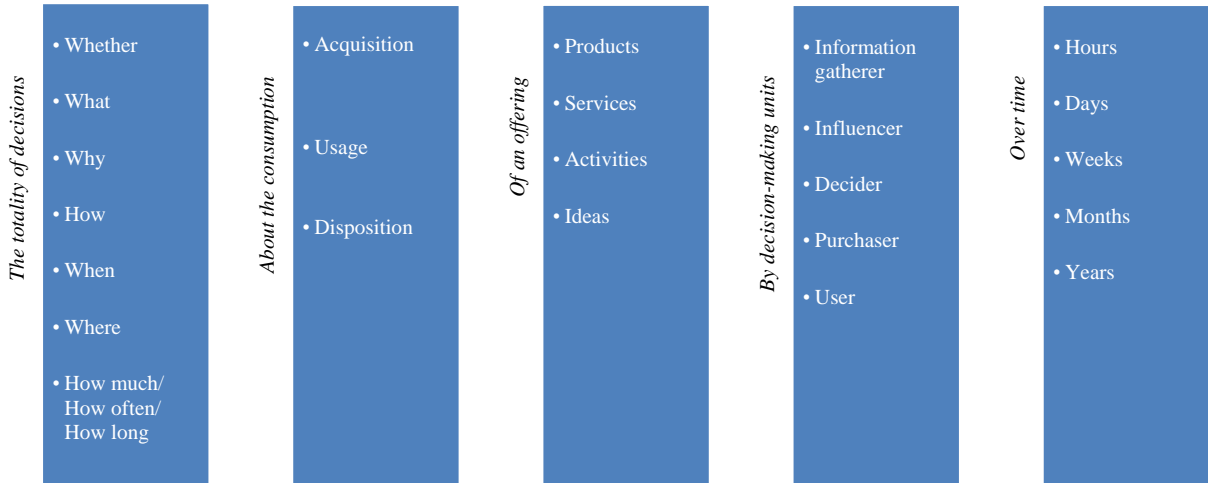 The totality of decisions
• Whether
• What
• Why
• How
• When
• Where
• How much/
How often/
How long
About the consumption
• Acquisition
• Usage
• Disposition
Of an offering
• Products
• Services
• Activities
• Ideas
By decision-making units
• Information
gatherer
• Influencer
• Decider
• Purchaser
• User
Over time
• Hours
• Days
• Weeks
• Months
• Years